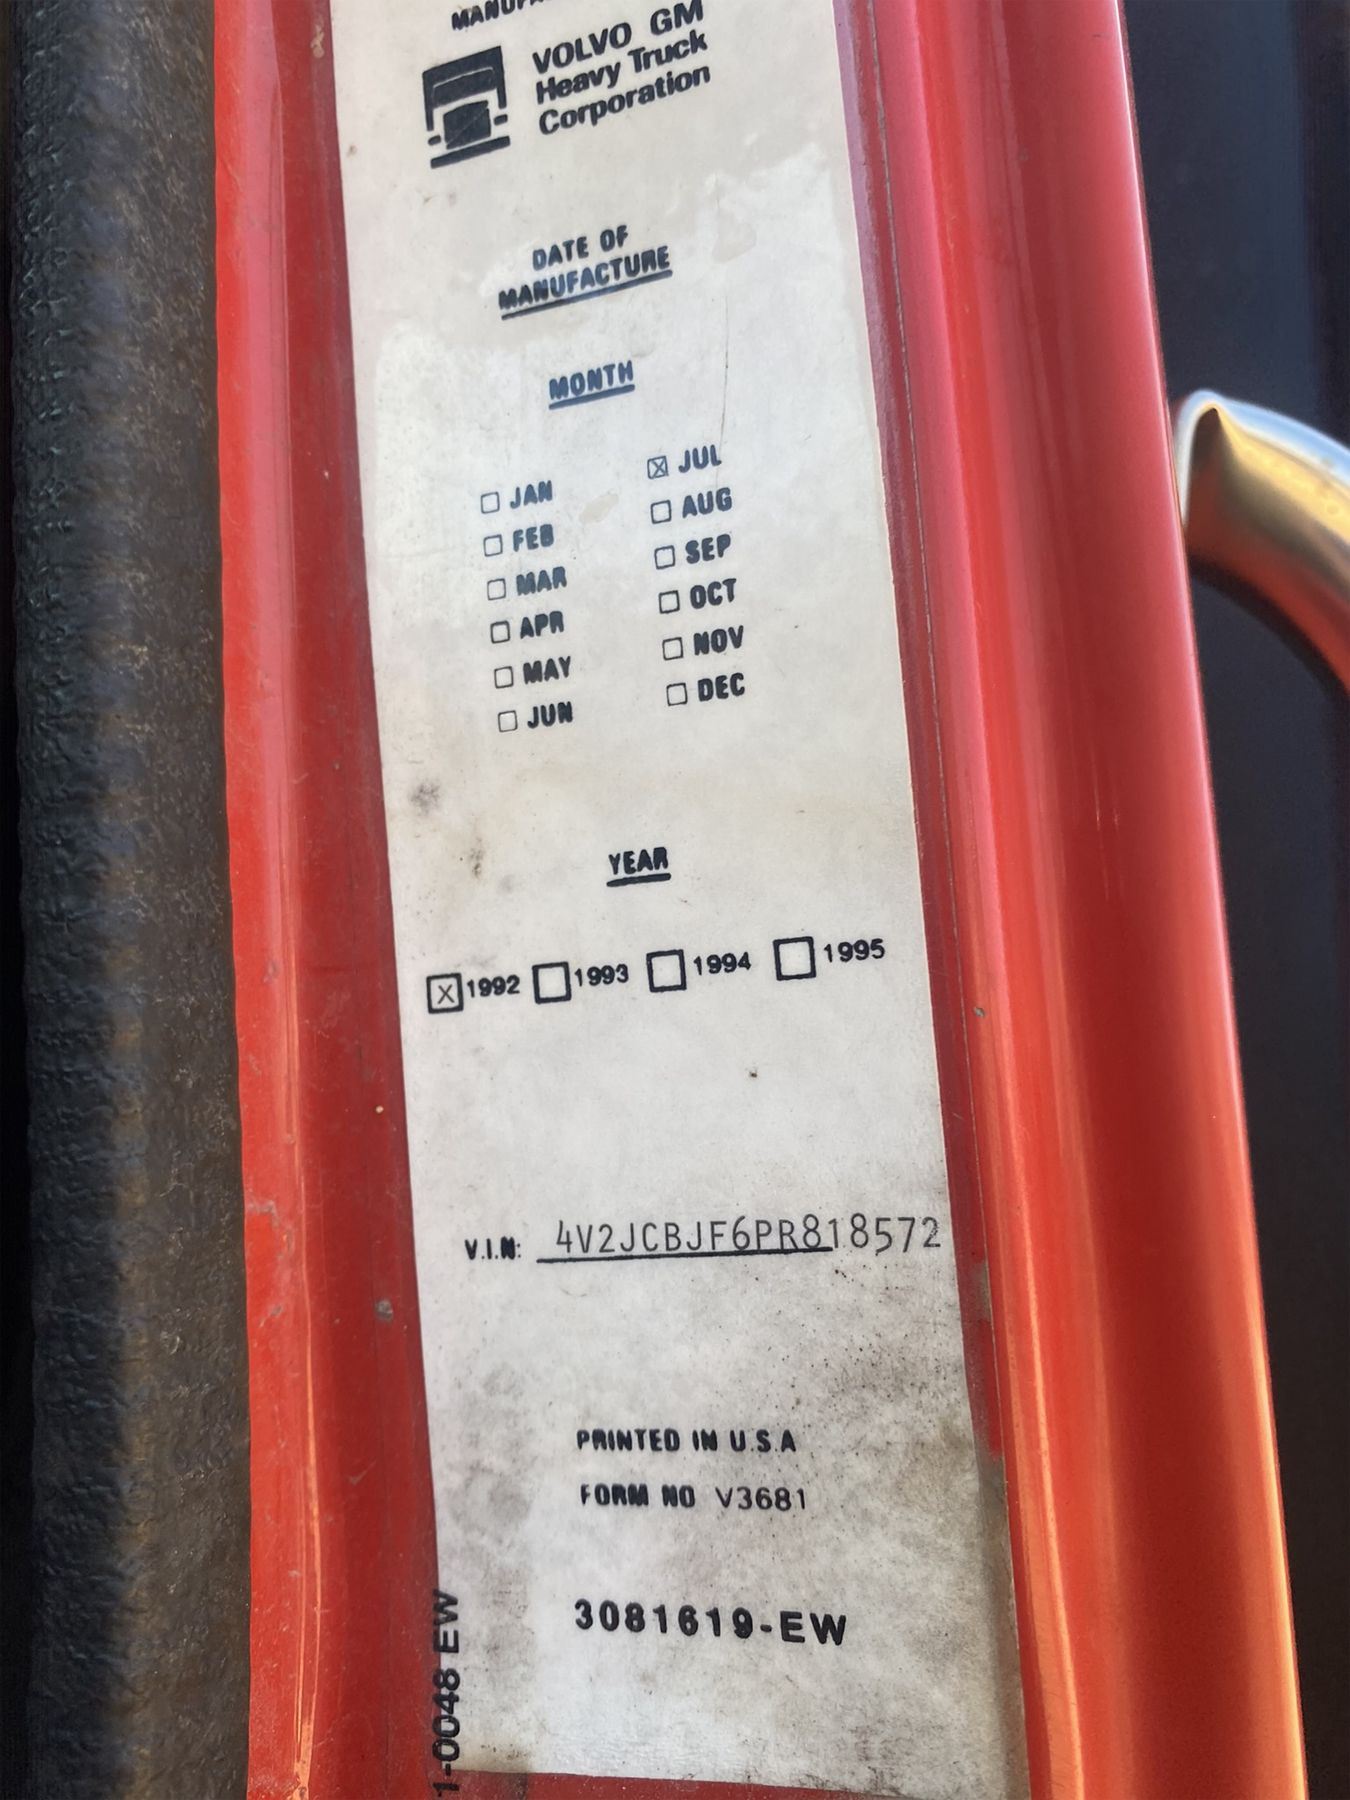 VOLVO GM
Heavy Truck
Corporation
DATE OF
MANUFACTURE
MONTH
☐ JAN ☒ JUL
☐ FEB ☐ AUG
☐ MAR ☐ SEP
☐ APR ☐ OCT
☐ MAY ☐ NOV
☐ JUN ☐ DEC
YEAR
☒ 1992 ☐ 1993 ☐ 1994 ☐ 1995
V.I.N: 4V2JCBJF6PR818572
PRINTED IN U.S.A
FORM NO V3681
3081619-EW
1-0048 EW